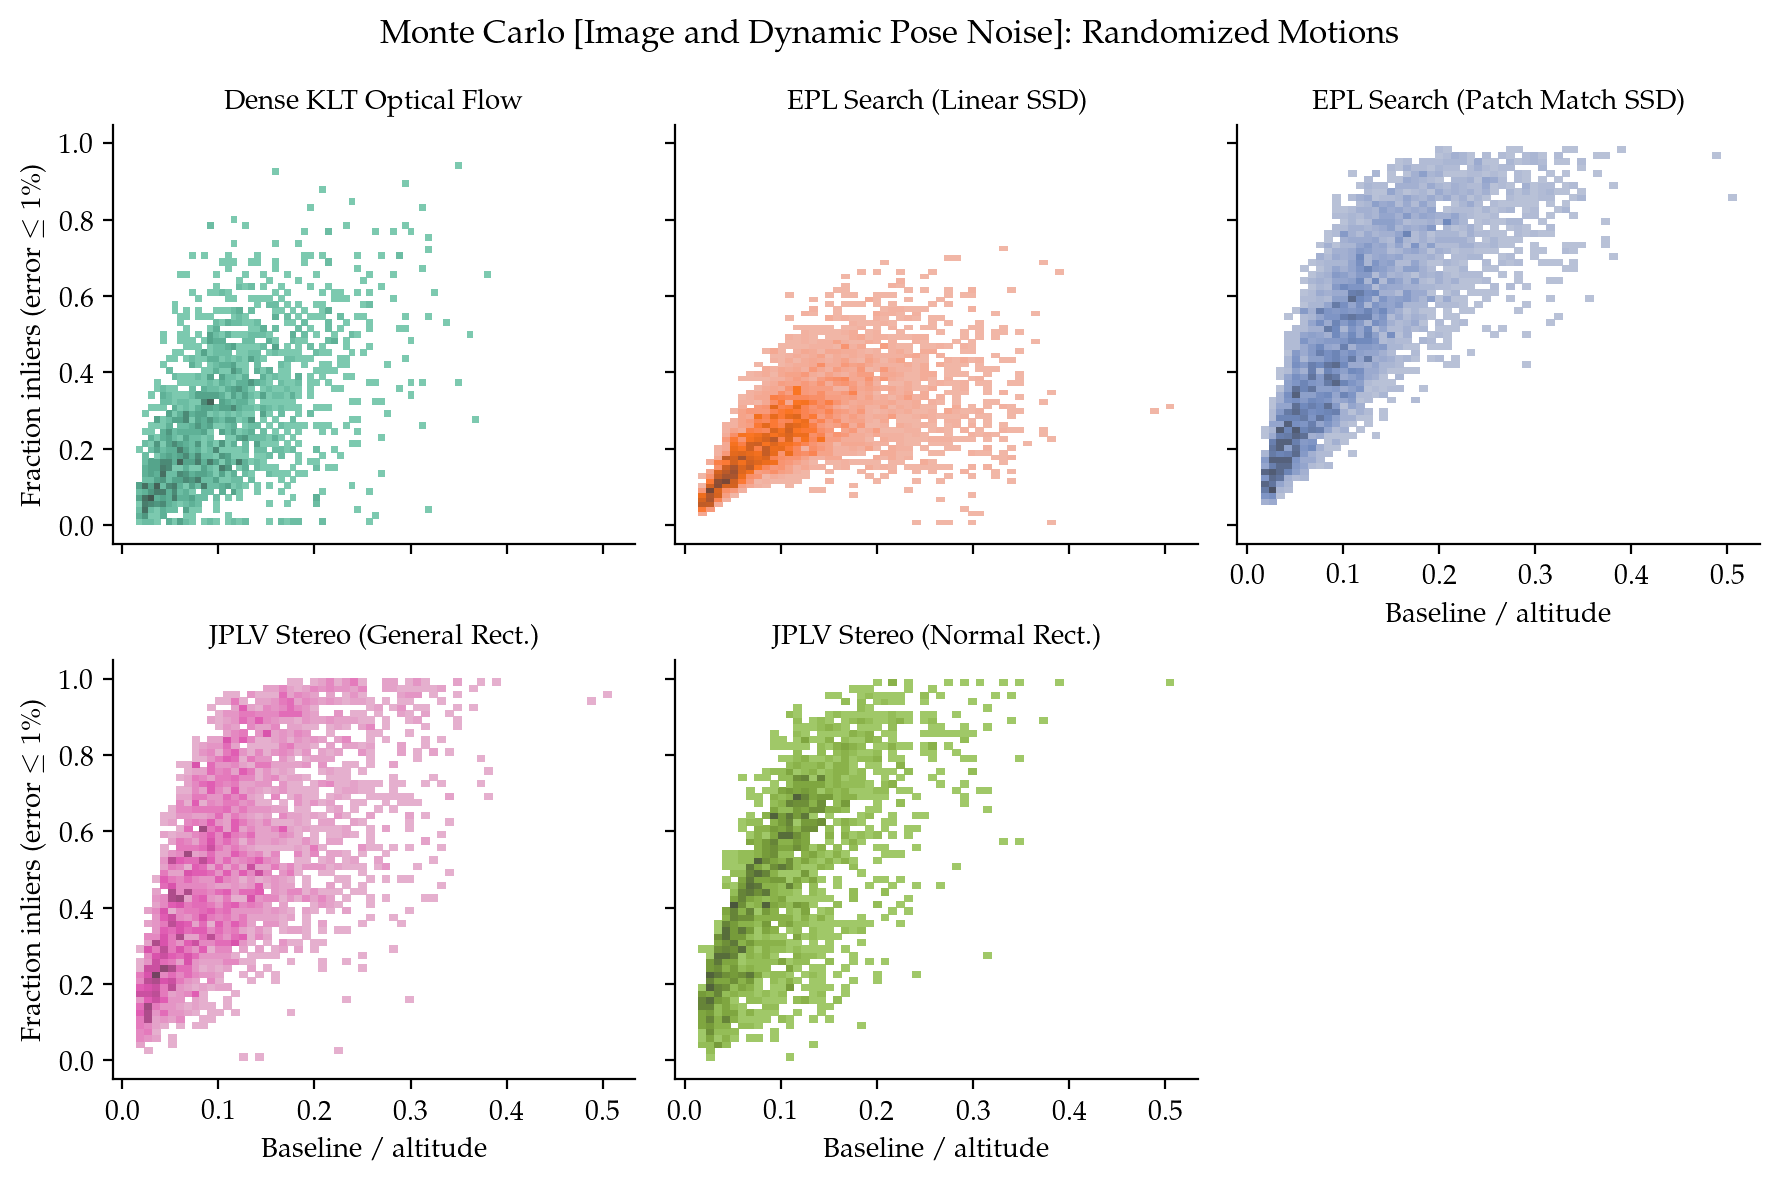 Monte Carlo [Image and Dynamic Pose Noise]: Randomized Motions
Dense KLT Optical Flow
EPL Search (Linear SSD)
EPL Search (Patch Match SSD)
Fraction inliers (error ≤ 1%)
1.0
0.8
0.6
0.4
0.2
0.0
0.0 0.1 0.2 0.3 0.4 0.5
Baseline / altitude
JPLV Stereo (General Rect.)
JPLV Stereo (Normal Rect.)
Fraction inliers (error ≤ 1%)
1.0
0.8
0.6
0.4
0.2
0.0
0.0 0.1 0.2 0.3 0.4 0.5
Baseline / altitude
0.0 0.1 0.2 0.3 0.4 0.5
Baseline / altitude